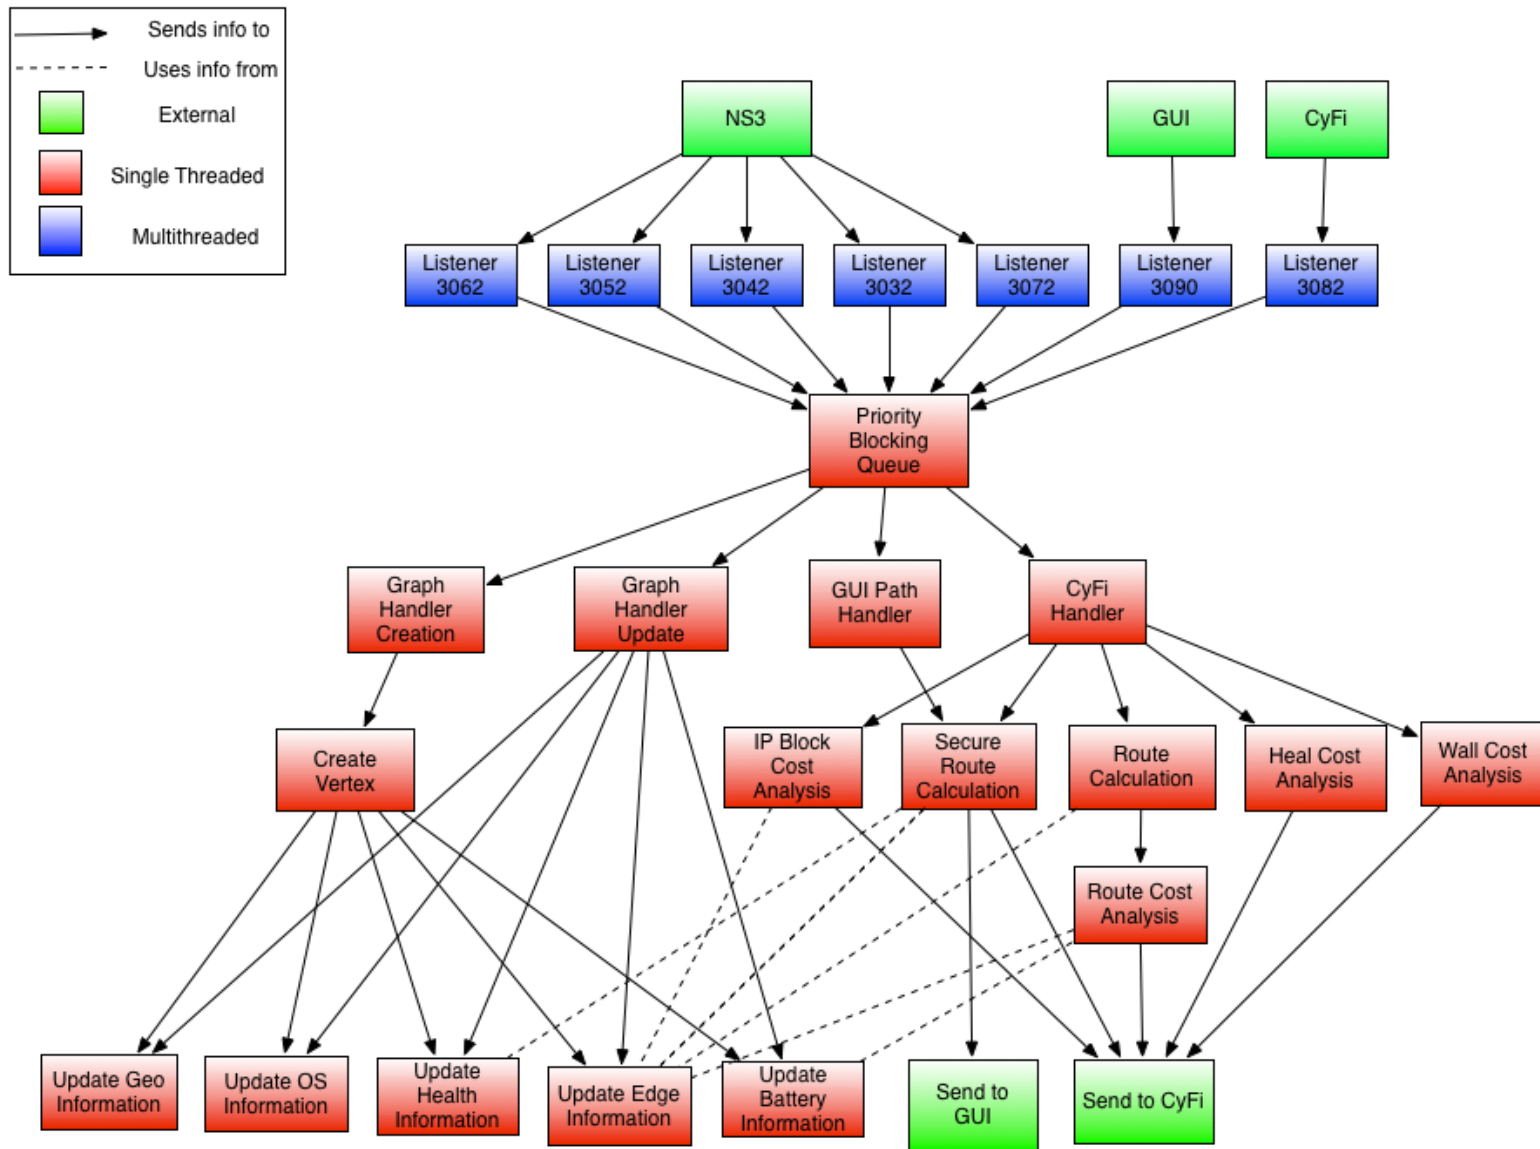 Sends info to
Uses info from
External
Single Threaded
Multithreaded
NS3
GUI
CyFi
Listener
3062
Listener
3052
Listener
3042
Listener
3032
Listener
3072
Listener
3090
Listener
3082
Priority
Blocking
Queue
Graph
Handler
Creation
Graph
Handler
Update
GUI Path
Handler
CyFi
Handler
Create
Vertex
IP Block
Cost
Analysis
Secure
Route
Calculation
Route
Calculation
Heal Cost
Analysis
Wall Cost
Analysis
Route Cost
Analysis
Update Geo
Information
Update OS
Information
Update
Health
Information
Update Edge
Information
Update
Battery
Information
Send to
GUI
Send to CyFi